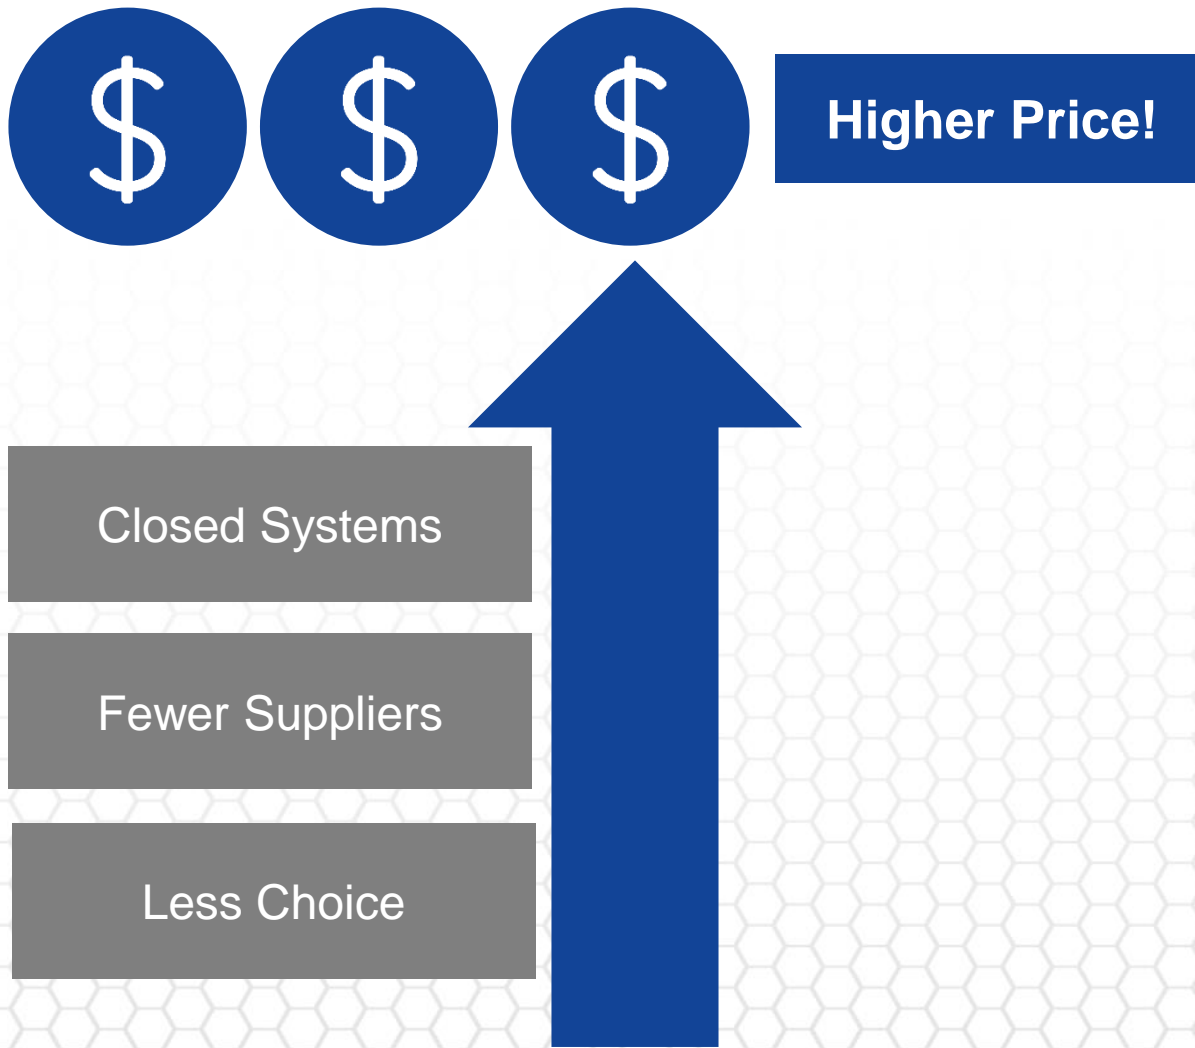 $ $ $
Higher Price!
Closed Systems
Fewer Suppliers
Less Choice